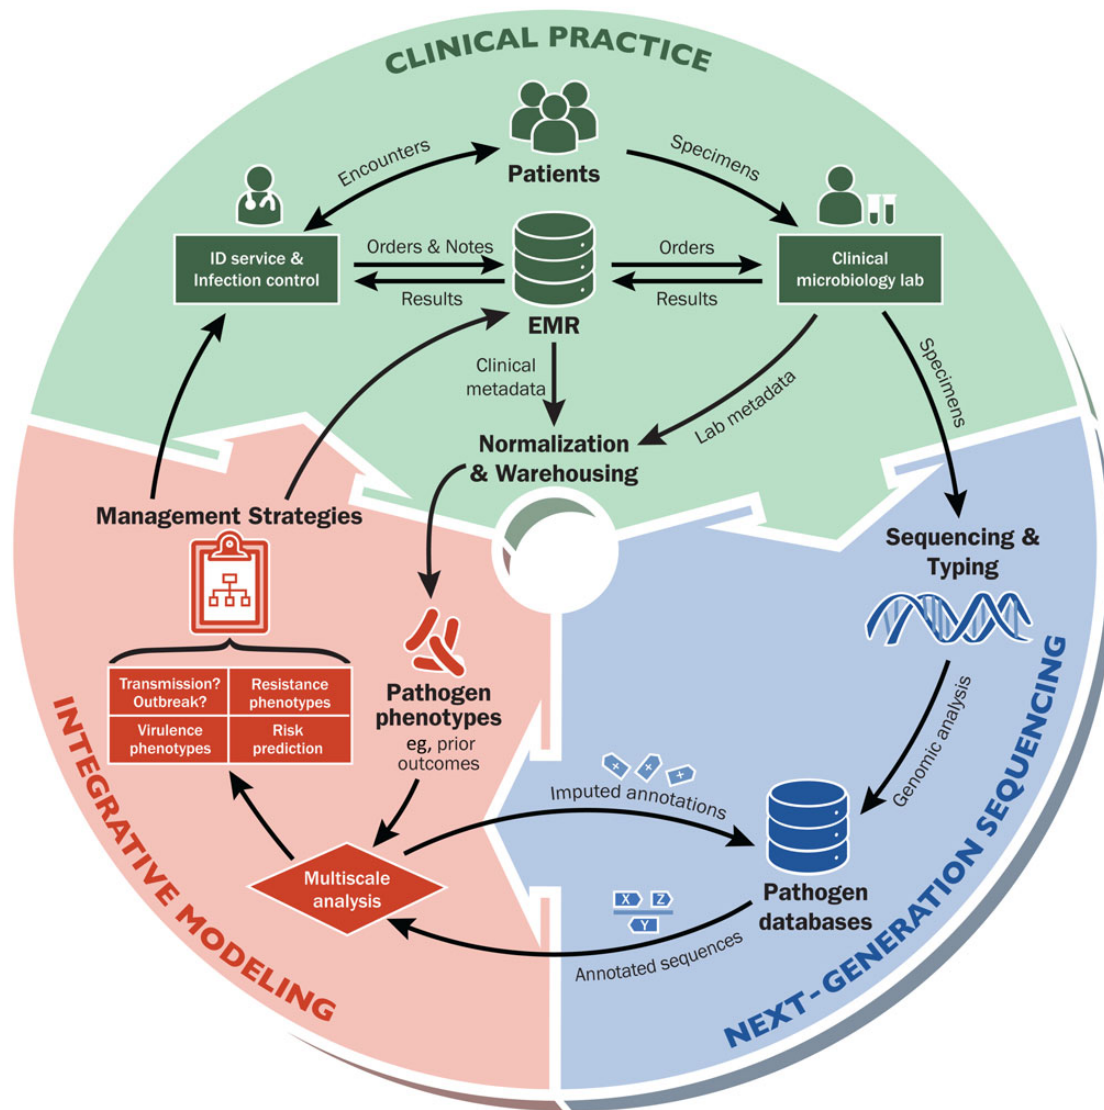 CLINICAL PRACTICE
Patients
Encounters
Specimens
ID service &
Infection control
Orders & Notes
Results
EMR
Orders
Results
Clinical
microbiology lab
Clinical
metadata
Lab metadata
Specimens
Normalization
& Warehousing
Management Strategies
Transmission?
Outbreak?
Resistance
phenotypes
Virulence
phenotypes
Risk
prediction
Pathogen
phenotypes
eg, prior
outcomes
Multiscale
analysis
INTEGRATIVE MODELING
Sequencing &
Typing
Genomic analysis
+ + +
Imputed annotations
Pathogen
databases
X Z
Y
Annotated sequences
NEXT-GENERATION SEQUENCING